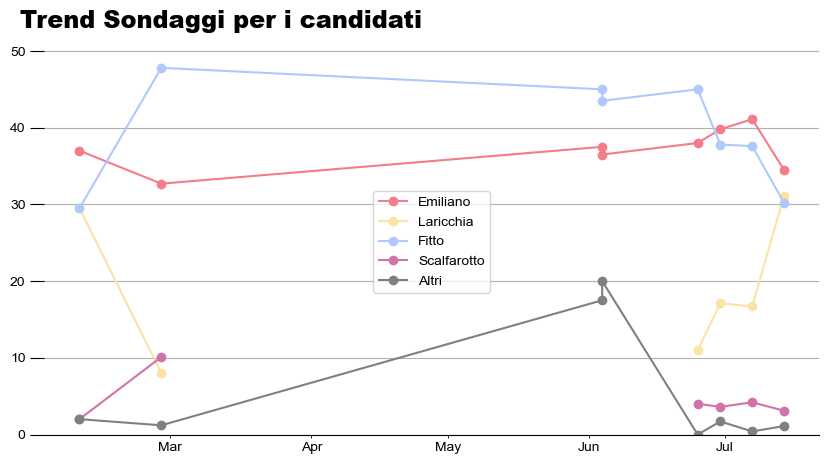 Trend Sondaggi per i candidati
50
40
30
20
10
0
Emiliano
Laricchia
Fitto
Scalfarotto
Altri
Mar Apr May Jun Jul